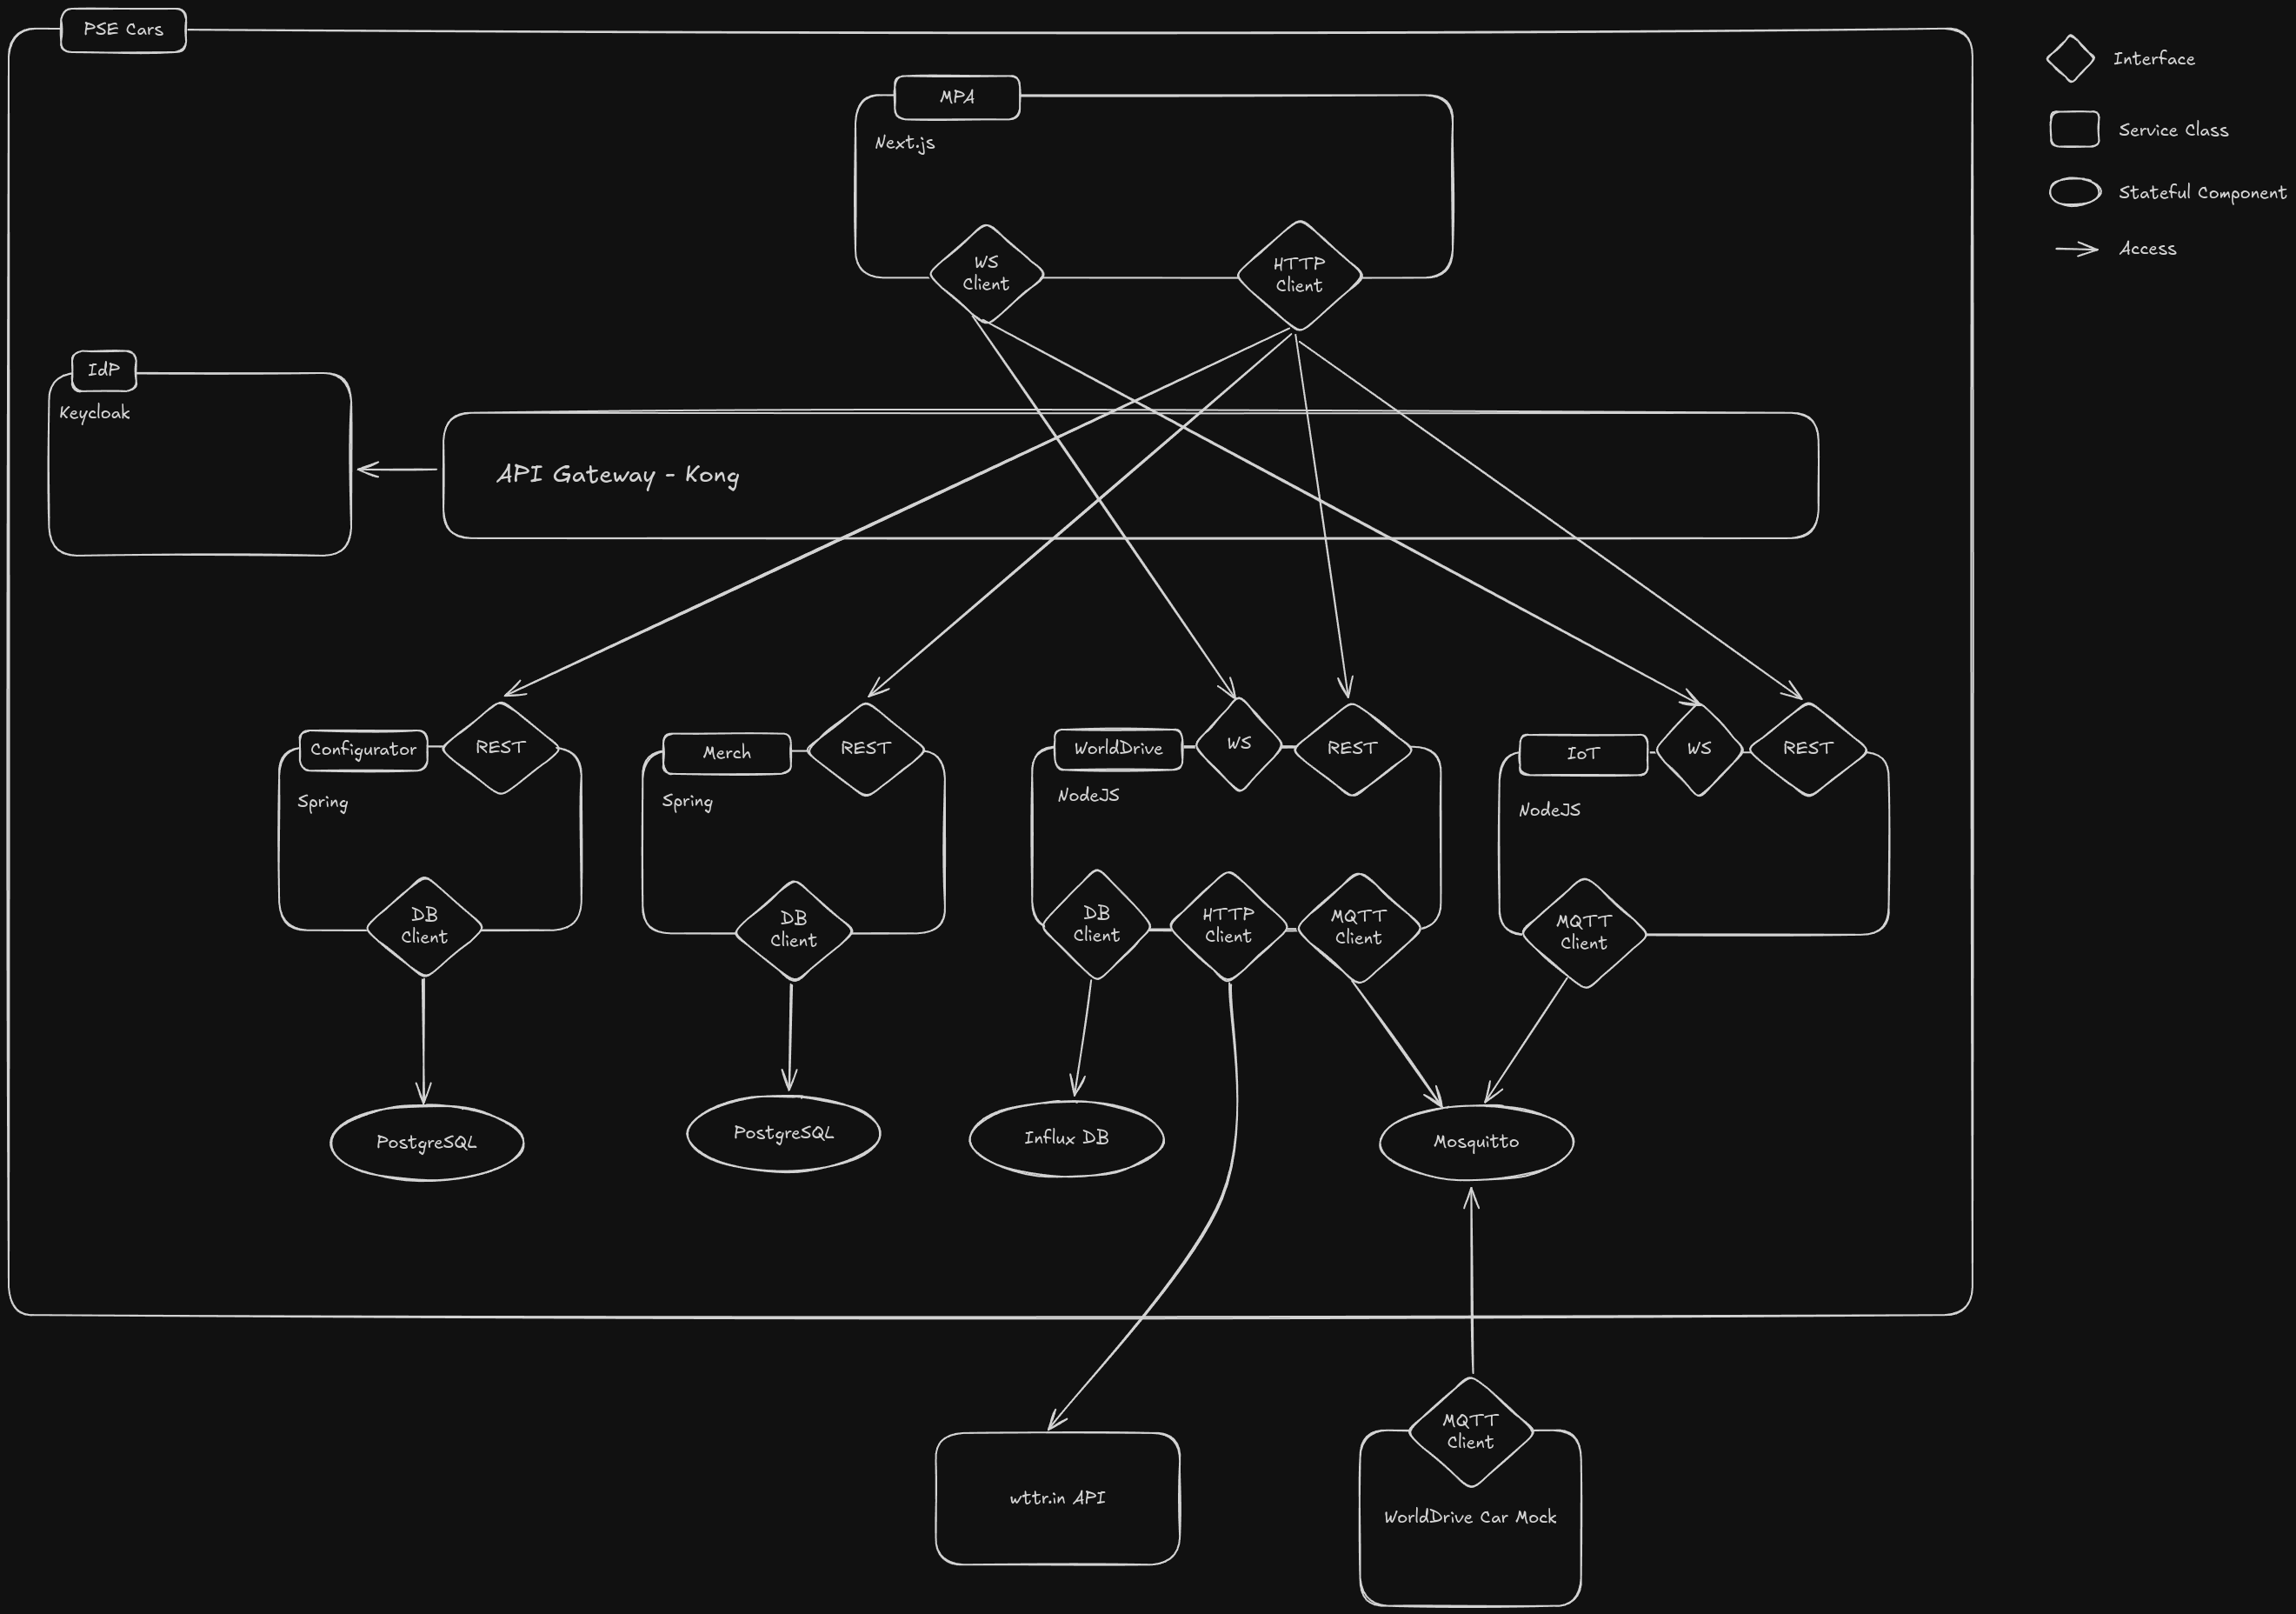 PSE Cars
Interface
MPA
Service Class
Next.js
Stateful Component
Access
WS
Client
HTTP
Client
IdP
Keycloak
API Gateway - Kong
Configurator
REST
Spring
DB
Client
Merch
REST
Spring
DB
Client
WorldDrive
WS
REST
NodeJS
DB
Client
HTTP
Client
MQTT
Client
IoT
WS
REST
NodeJS
MQTT
Client
PostgreSQL
PostgreSQL
Influx DB
Mosquitto
wttr.in API
MQTT
Client
WorldDrive Car Mock